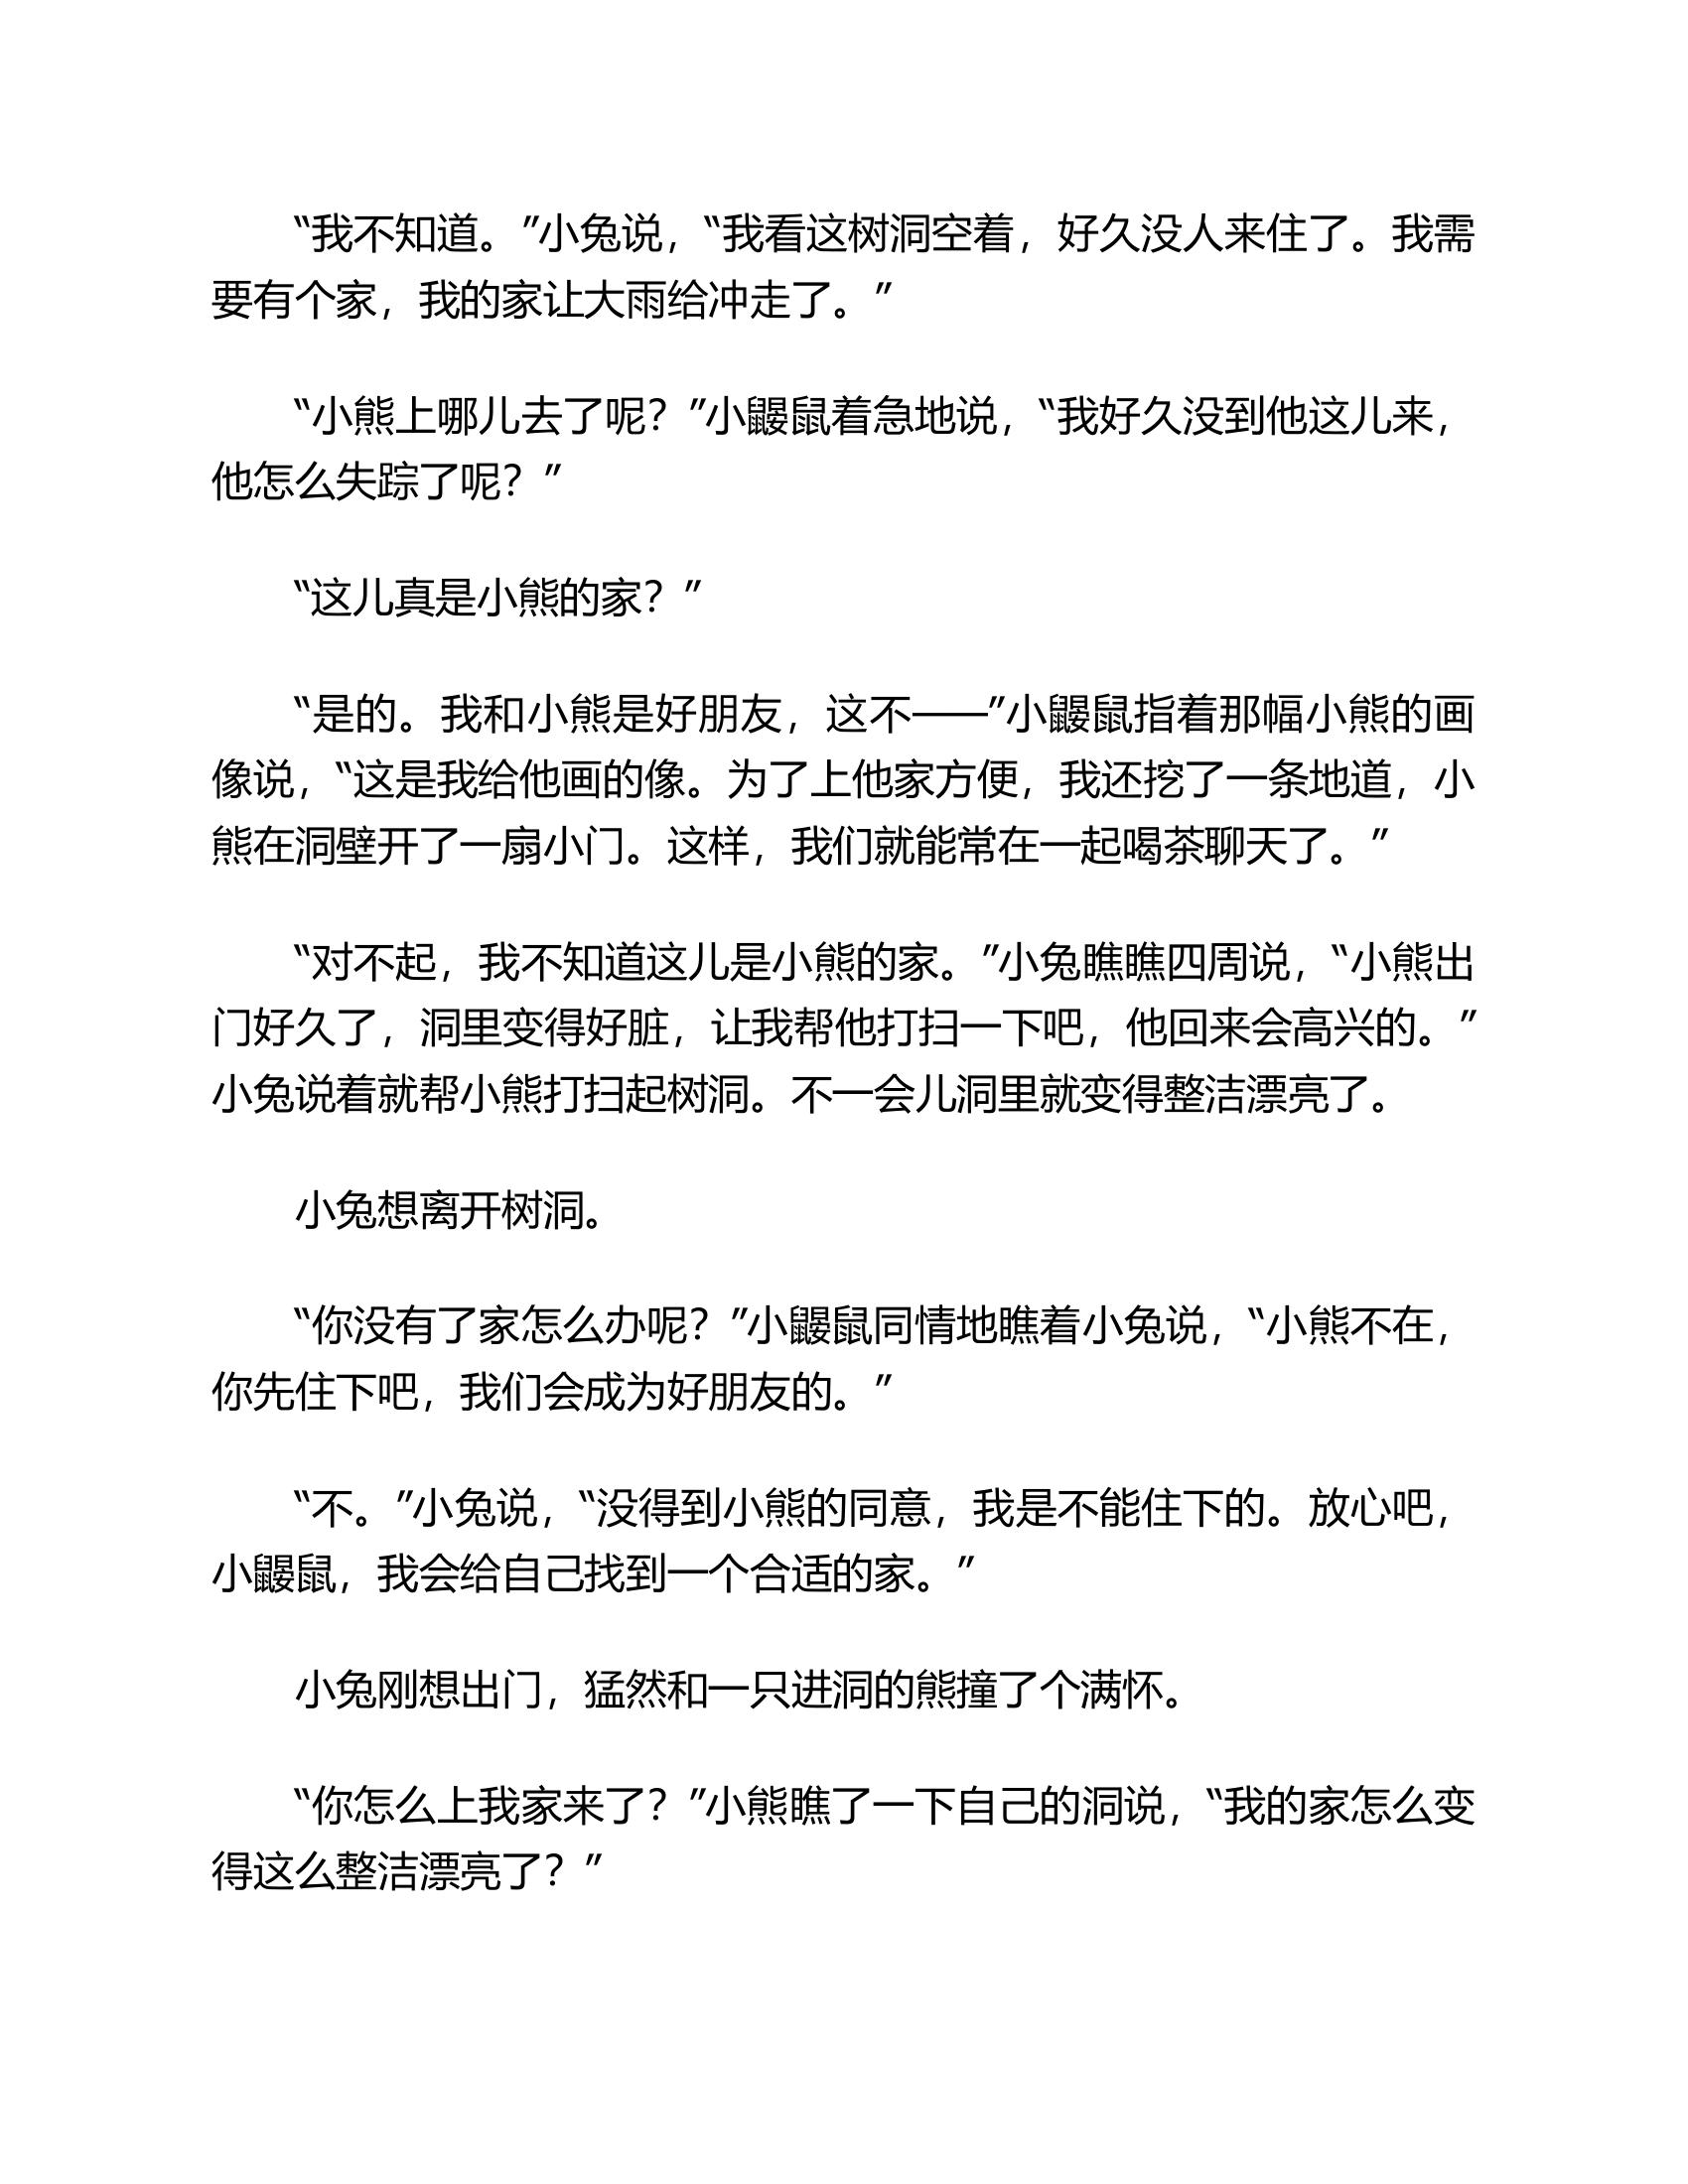 “我不知道。”小兔说，“我看这树洞空着，好久没人来住了。我需
要有个家，我的家让大雨给冲走了。”
“小熊上哪儿去了呢？”小鼹鼠着急地说，“我好久没到他这儿来，
他怎么失踪了呢？”
“这儿真是小熊的家？”
“是的。我和小熊是好朋友，这不——”小鼹鼠指着那幅小熊的画
像说，“这是我给他画的像。为了上他家方便，我还挖了一条地道，小
熊在洞壁开了一扇小门。这样，我们就能常在一起喝茶聊天了。”
“对不起，我不知道这儿是小熊的家。”小兔瞧瞧四周说，“小熊出
门好久了，洞里变得好脏，让我帮他打扫一下吧，他回来会高兴的。”
小兔说着就帮小熊打扫起树洞。不一会儿洞里就变得整洁漂亮了。
小兔想离开树洞。
“你没有了家怎么办呢？”小鼹鼠同情地瞧着小兔说，“小熊不在，
你先住下吧，我们会成为好朋友的。”
“不。”小兔说，“没得到小熊的同意，我是不能住下的。放心吧，
小鼹鼠，我会给自己找到一个合适的家。”
小兔刚想出门，猛然和一只进洞的熊撞了个满怀。
“你怎么上我家来了？”小熊瞧了一下自己的洞说，“我的家怎么变
得这么整洁漂亮了？”